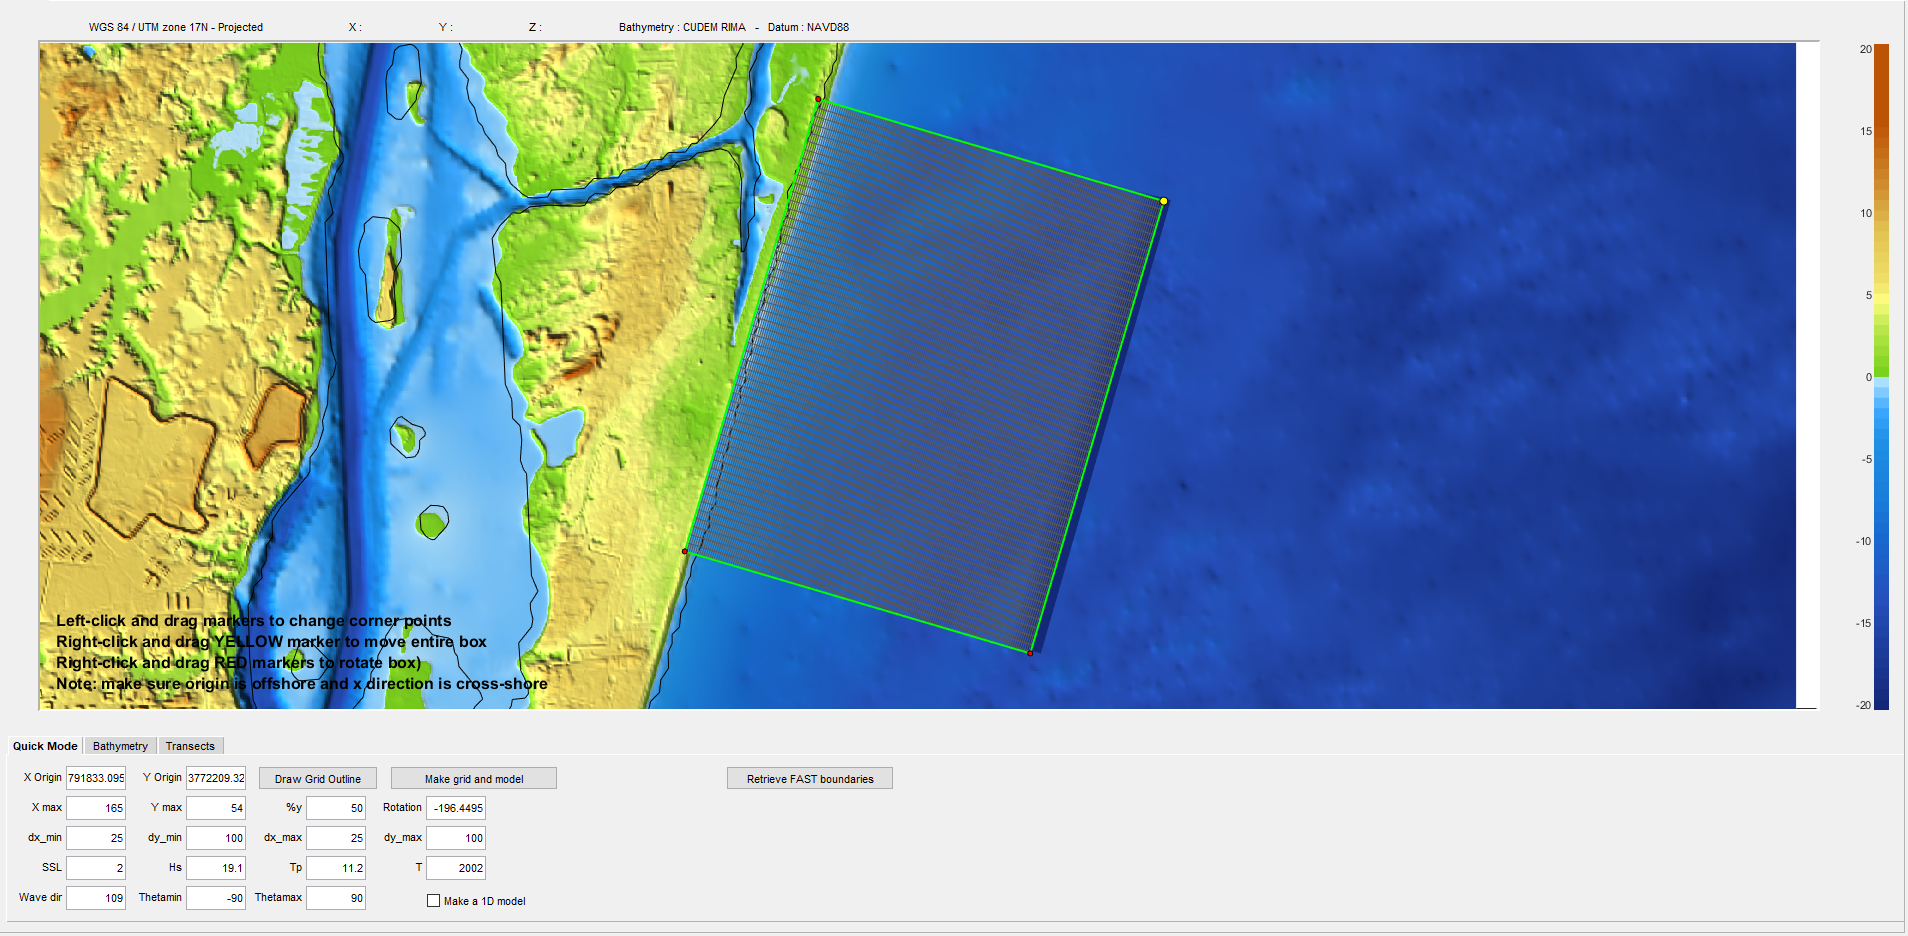 WGS 84 / UTM zone 17N - Projected X : Y : Z : Bathymetry : CUDEM RIMA - Datum : NAVD88
20
15
10
5
0
-5
-10
-15
-20
Left-click and drag markers to change corner points
Right-click and drag YELLOW marker to move entire box
Right-click and drag RED markers to rotate box)
Note: make sure origin is offshore and x direction is cross-shore
Quick Mode Bathymetry Transects
X Origin 791833.095 Y Origin 3772209.32 Draw Grid Outline Make grid and model Retrieve FAST boundaries
X max 165 Y max 54 %y 50 Rotation -196.4495
dx_min 25 dy_min 100 dx_max 25 dy_max 100
SSL 2 Hs 19.1 Tp 11.2 T 2002
Wave dir 109 Thetamin -90 Thetamax 90 Make a 1D model